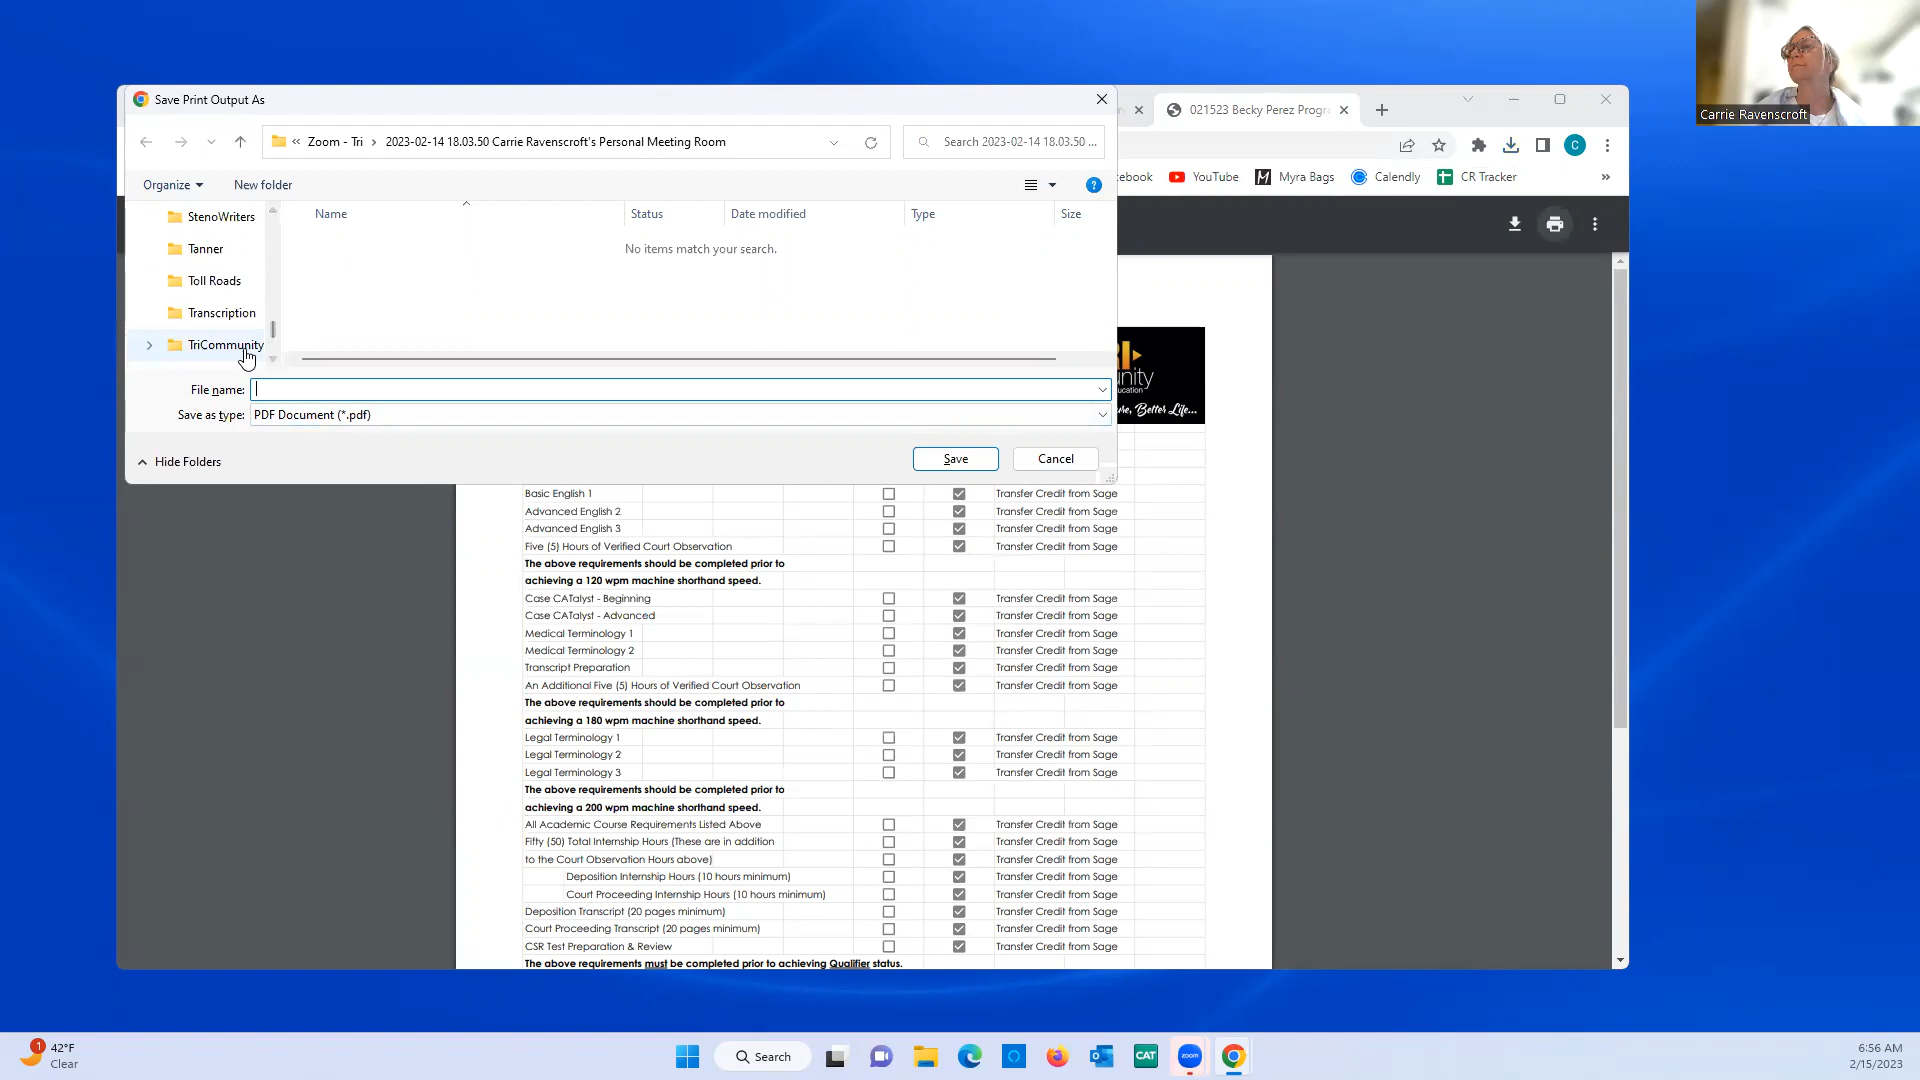 Carrie Ravenscroft
Save Print Output As
021523 Becky Perez Progr
Zoom - Tri
2023-02-14 18.03.50 Carrie Ravenscroft's Personal Meeting Room
Search 2023-02-14 18.03.50 ...
Organize
New folder
cebook
YouTube
Myra Bags
Calendly
CR Tracker
Name
Status
Date modified
Type
Size
No items match your search.
StenoWriters
Tanner
Toll Roads
Transcription
TriCommunity
File name:
Save as type:
PDF Document (*.pdf)
Hide Folders
Save
Cancel
Basic English 1 Transfer Credit from Sage
Advanced English 2 Transfer Credit from Sage
Advanced English 3 Transfer Credit from Sage
Five (5) Hours of Verified Court Observation Transfer Credit from Sage
The above requirements should be completed prior to
achieving a 120 wpm machine shorthand speed.
Case CATalyst - Beginning Transfer Credit from Sage
Case CATalyst - Advanced Transfer Credit from Sage
Medical Terminology 1 Transfer Credit from Sage
Medical Terminology 2 Transfer Credit from Sage
Transcript Preparation Transfer Credit from Sage
An Additional Five (5) Hours of Verified Court Observation Transfer Credit from Sage
The above requirements should be completed prior to
achieving a 180 wpm machine shorthand speed.
Legal Terminology 1 Transfer Credit from Sage
Legal Terminology 2 Transfer Credit from Sage
Legal Terminology 3 Transfer Credit from Sage
The above requirements should be completed prior to
achieving a 200 wpm machine shorthand speed.
All Academic Course Requirements Listed Above Transfer Credit from Sage
Fifty (50) Total Internship Hours (These are in addition Transfer Credit from Sage
to the Court Observation Hours above) Transfer Credit from Sage
Deposition Internship Hours (10 hours minimum) Transfer Credit from Sage
Court Proceeding Internship Hours (10 hours minimum) Transfer Credit from Sage
Deposition Transcript (20 pages minimum) Transfer Credit from Sage
Court Proceeding Transcript (20 pages minimum) Transfer Credit from Sage
CSR Test Preparation & Review Transfer Credit from Sage
The above requirements must be completed prior to achieving Qualifier status.
42°F
Clear
Search
CAT
zoom
6:56 AM
2/15/2023